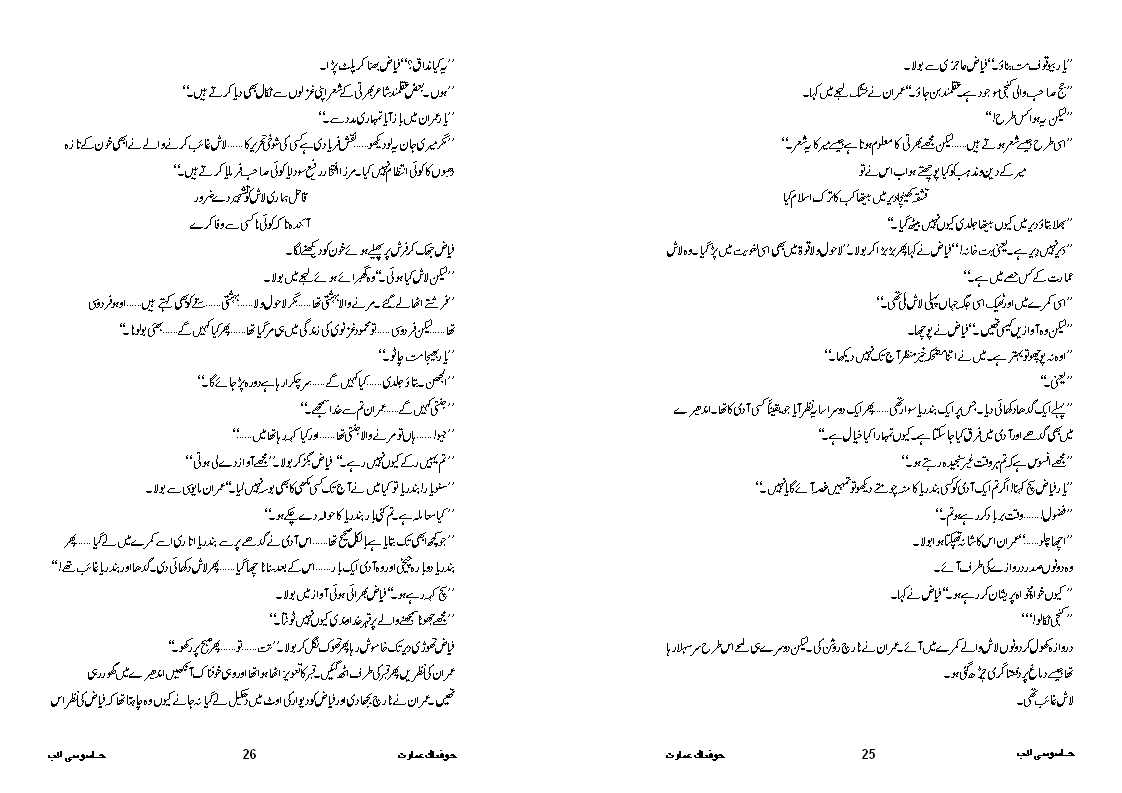 ’’یار بیوقوف مت بناؤ۔‘‘ فیاض عاجزی سے بولا۔
’’جج صاحب والی کنجی موجود ہے۔عقلمند بن جاؤ۔‘‘ عمران نے خشک لہجے میں کہا۔
’’لیکن یہ ہوا کس طرح!‘‘
’’اسی طرح جیسے شعر ہوتے ہیں......لیکن مجھے بھرتی کا معلوم ہوتا ہے جیسے میر کا یہ شعر۔‘‘
میر کے دین و مذہب کو کیا پوچھتے ہو اب اس نے تو
قشقہ کھینچا دیر میں بیٹھا کب کا ترک اسلام کیا
’’بھلا بتاؤ دیر میں کیوں بیٹھا جلدی کیوں نہیں بیٹھ گیا۔‘‘
’’دیر نہیں دَیر ہے۔یعنی بت خانہ!‘‘ فیاض نے کہا پھر بڑبڑا کر بولا۔’’لاحول ولا قوۃ میں بھی اسی لغویت میں پڑ گیا۔وہ لاش
عمارت کے کس حصے میں ہے۔‘‘
’’اسی کمرے میں اور ٹھیک اسی جگہ جہاں پہلی لاش ملی تھی۔‘‘
’’لیکن وہ آوازیں کیسی تھیں۔‘‘ فیاض نے پوچھا۔
’’اوہ نہ پوچھو تو بہتر ہے میں نے اتنا مضحکہ خیز منظر آج تک نہیں دیکھا۔‘‘
’’یعنی۔‘‘
’’پہلے ایک گدھا دکھائی دیا۔جس پر ایک بندریا سوار تھی......پھر ایک دوسرا سایہ نظر آیا جو یقیناً کسی آدمی کا تھا۔اندھیرے
میں بھی گدھے اور آدمی میں فرق کیا جا سکتا ہے۔کیوں تمہارا کیا خیال ہے۔‘‘
’’مجھے افسوس ہے کہ تم ہر وقت غیر سنجیدہ رہتے ہو۔‘‘
’’یار فیاض سچ کہنا! اگر تم ایک آدمی کو کسی بندریا کا منہ چومتے دیکھو تو تمہیں غصہ آئے گا یا نہیں۔‘‘
’’فضول!......وقت برباد کر رہے ہو تم۔‘‘
’’اچھا چلو......‘‘ عمران اس کا شانہ تھپکتا ہوا بولا۔
وہ دونوں صدر دروازے کی طرف آئے۔
’’کیوں خواہ مخواہ پریشان کر رہے ہو۔‘‘ فیاض نے کہا۔
’’کنجی نکالو!‘‘‘
دروازہ کھول کر دونوں لاش والے کمرے میں آئے۔عمران نے ٹارچ روشن کی۔لیکن دوسرے ہی لمحے اس طرح سر سہلا رہا
تھا جیسے دماغ پر دفعتاً گرمی چڑھ گئی ہو۔
لاش غائب تھی۔
جاسوسی ادب
25
خوفناک عمارت
’’یہ کیا مذاق؟‘‘ فیاض بھنا کر پلٹ پڑا۔
’’ہوں۔بعض عقلمند شاعر بھرتی کے شعر اپنی غزلوں سے نکال بھی دیا کرتے ہیں۔‘‘
’’یار عمران میں باز آیا تمہاری مدد سے۔‘‘
’’مگر میری جان یہ لو دیکھو......نقش فریادی ہے کس کی شوخیٔ تحریر کا......لاش غائب کرنے والے نے ابھی خون کے تازہ
دھبوں کا کوئی انتظام نہیں کیا۔مرزا افتخار رفیع سودا یا کوئی صاحب فرمایا کرتے ہیں۔‘‘
قاتل ہماری لاش کو تشہیر دے ضرور
آئندہ تا کہ کوئی نا کسی سے وفا کرے
فیاض جھک کر فرش پر پھیلے ہوئے خون کو دیکھنے لگا۔
’’لیکن لاش کیا ہوئی۔‘‘ وہ گھبرائے ہوئے لہجے میں بولا۔
’’فرشتے اٹھا لے گئے۔مرنے والا بہشتی تھا......مگر لاحول ولا......بہشتی......سقے کو بھی کہتے ہیں......اوہو فردوسی
تھا......لیکن فردوسی......تو محمود غزنوی کی زندگی میں ہی مر گیا تھا......پھر کیا کہیں گے......بھئی بولو نا۔‘‘
’’یار بھیجا مت چاٹو۔‘‘
’’الجھن۔بتاؤ جلدی......کیا کہیں گے......سر چکرا رہا ہے دورہ پڑ جائے گا۔‘‘
’’جنتی کہیں گے......عمران تم سے خدا سمجھے۔‘‘
’’جیو!......ہاں تو مرنے والا جنتی تھا......اور کیا کہہ رہا تھا میں......‘‘
’’تم یہیں رکے کیوں نہیں رہے۔‘‘ فیاض بگڑ کر بولا۔’’مجھے آواز دے لی ہوتی‘‘
’’سنو یار! بندریا تو کیا میں نے آج تک کسی مکھی کا بھی بوسہ نہیں لیا۔‘‘ عمران مایوسی سے بولا۔
’’کیا معاملہ ہے۔تم کئی بار بندریا کا حوالہ دے چکے ہو۔‘‘
’’جو کچھ ابھی تک بتایا ہے بالکل صحیح تھا......اس آدمی نے گدھے پر سے بندریا اتاری اسے کمرے میں لے گیا......پھر
بندریا دوبارہ چیخی اور وہ آدمی ایک بار......اس کے بعد سناٹا چھا گیا......پھر لاش دکھائی دی۔گدھا اور بندریا غائب تھے!‘‘
’’سچ کہہ رہے ہو۔‘‘ فیاض بھرائی ہوئی آواز میں بولا۔
’’مجھے جھوٹا سمجھنے والے پر قہر خداوندی کیوں نہیں ٹوٹتا۔‘‘
فیاض تھوڑی دیر تک خاموش رہا پھر تھوک نگل کر بولا۔’’تت......تو......پھر صبح پر رکھو۔‘‘
عمران کی نظریں پھر قبر کی طرف اٹھ گئیں۔قبر کا تعویز اٹھا ہوا تھا اور وہی خوفناک آنکھیں اندھیرے میں گھور رہی
تھیں۔عمران نے ٹارچ بجھا دی اور فیاض کو دیوار کی اوٹ میں دھکیل لے گیا نہ جانے کیوں وہ چاہتا تھا کہ فیاض کی نظر اس
خوفناک عمارت
26
جاسوسی ادب